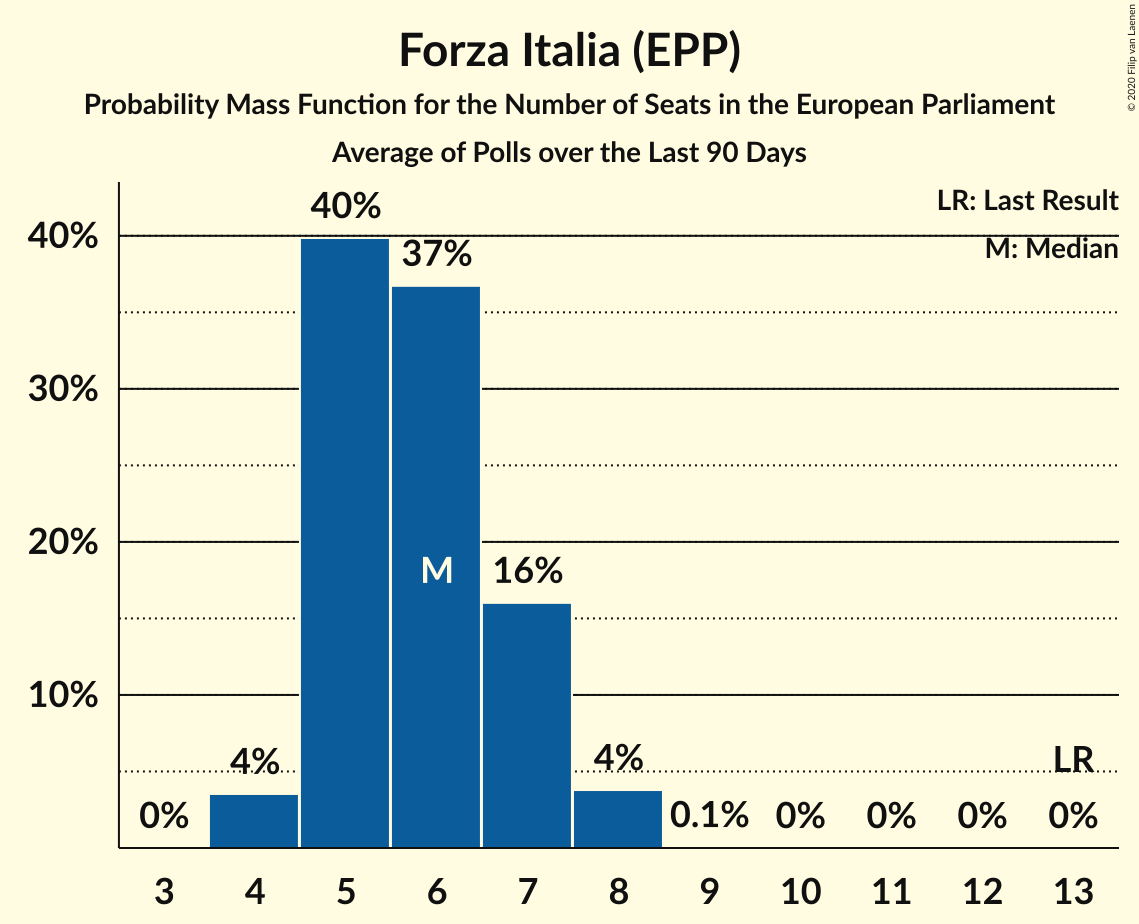 Forza Italia (EPP)
Probability Mass Function for the Number of Seats in the European Parliament
Average of Polls over the Last 90 Days
© 2020 Filip van Laenen
LR: Last Result
M: Median
40%
30%
20%
10%
0%
4%
40%
37%
M
16%
4%
0.1%
0%
0%
0%
LR
0%
3 4 5 6 7 8 9 10 11 12 13